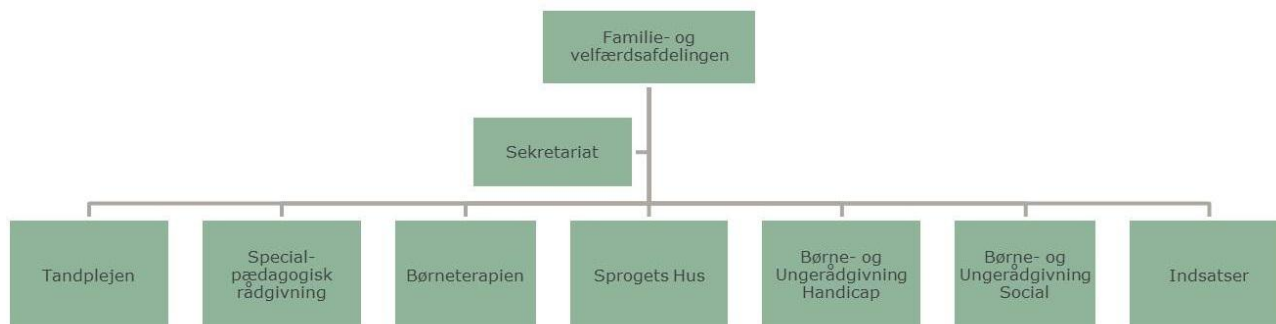 Familie- og
velfærdsafdelingen
Sekretariat
Tandplejen
Special-
pædagogisk
rådgivning
Børneterapien
Sprogets Hus
Børne- og
Ungerådgivning
Handicap
Børne- og
Ungerådgivning
Social
Indsatser